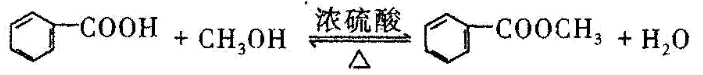 COOH + CH₃OH 浓硫酸 ⇌ △ COOCH₃ + H₂O